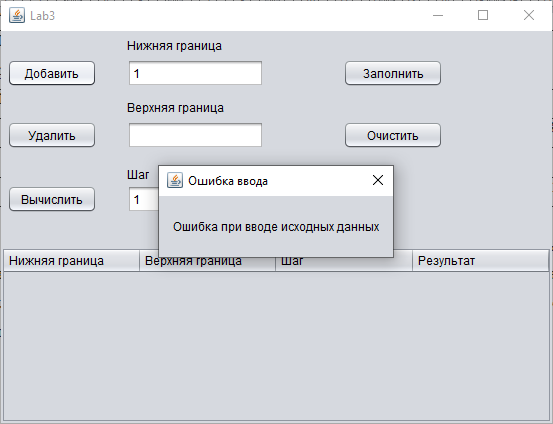 Lab3
Нижняя граница
Добавить
1
Заполнить
Верхняя граница
Удалить
Очистить
Шаг
Вычислить
1
Ошибка ввода
Ошибка при вводе исходных данных
Нижняя граница
Верхняя граница
Шаг
Результат